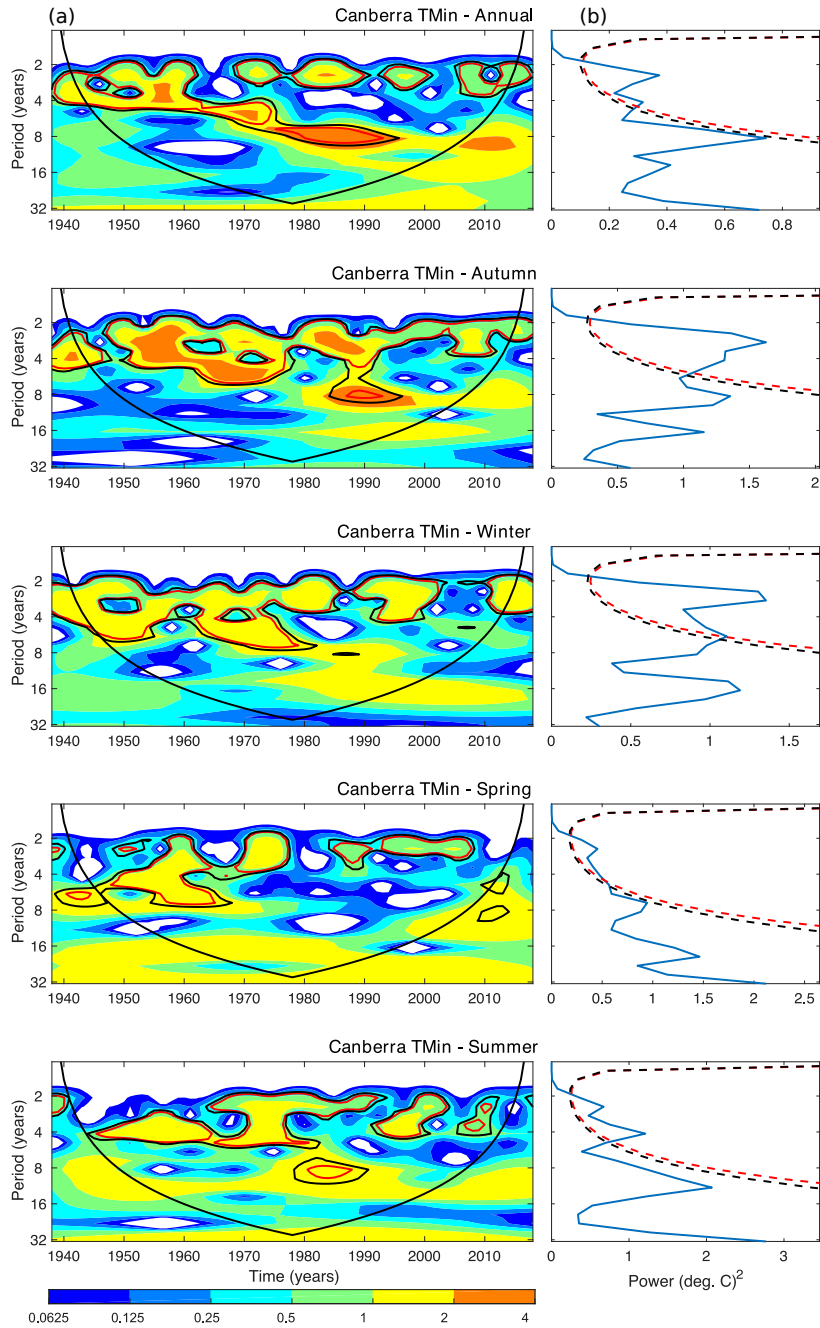 (a)
Canberra TMin - Annual
(b)
Period (years)
2
4
8
16
32
1940 1950 1960 1970 1980 1990 2000 2010
0 0.2 0.4 0.6 0.8
Canberra TMin - Autumn
Period (years)
2
4
8
16
32
1940 1950 1960 1970 1980 1990 2000 2010
0.5 1 1.5 2
Canberra TMin - Winter
Period (years)
2
4
8
16
32
1940 1950 1960 1970 1980 1990 2000 2010
0.5 1 1.5
Canberra TMin - Spring
Period (years)
2
4
8
16
32
1940 1950 1960 1970 1980 1990 2000 2010
0 0.5 1 1.5 2 2.5
Canberra TMin - Summer
Period (years)
2
4
8
16
32
1940 1950 1960 1970 1980 1990 2000 2010
0 1 2 3
Time (years)
Power (deg. C)²
0.0625 0.125 0.25 0.5 1 2 4